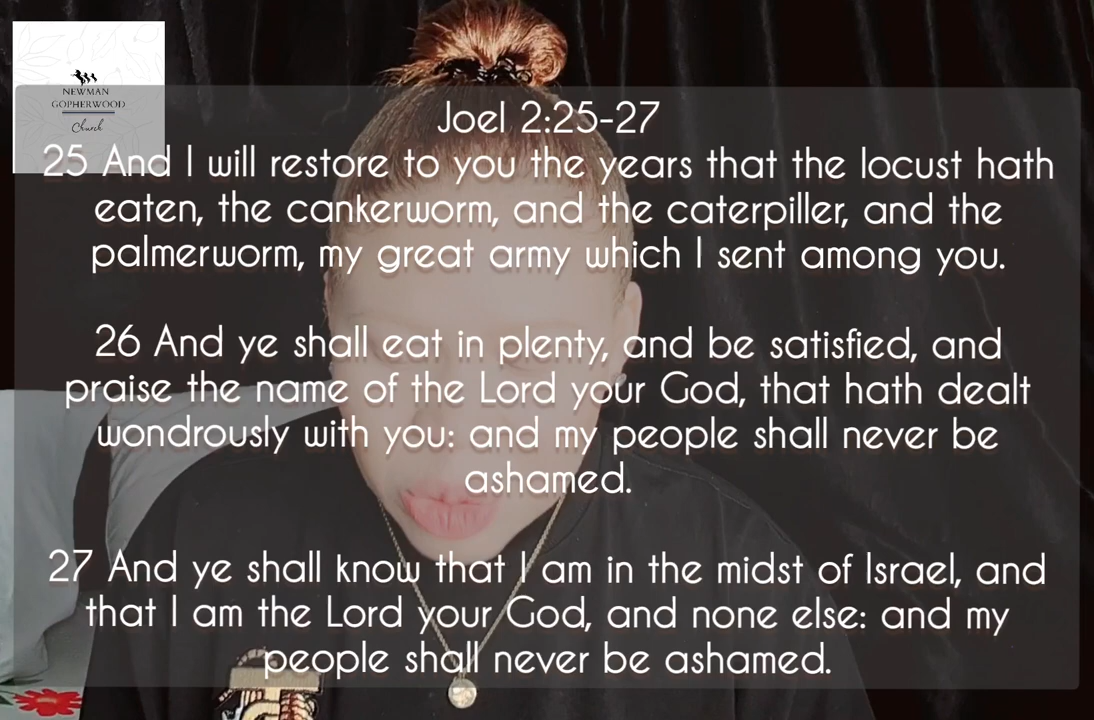 NEWMAN
GOPHERWOOD
Church
Joel 2:25-27
25 And I will restore to you the years that the locust hath
eaten, the cankerworm, and the caterpiller, and the
palmerworm, my great army which I sent among you.
26 And ye shall eat in plenty, and be satisfied, and
praise the name of the Lord your God, that hath dealt
wondrously with you: and my people shall never be
ashamed.
27 And ye shall know that I am in the midst of Israel, and
that I am the Lord your God, and none else: and my
people shall never be ashamed.